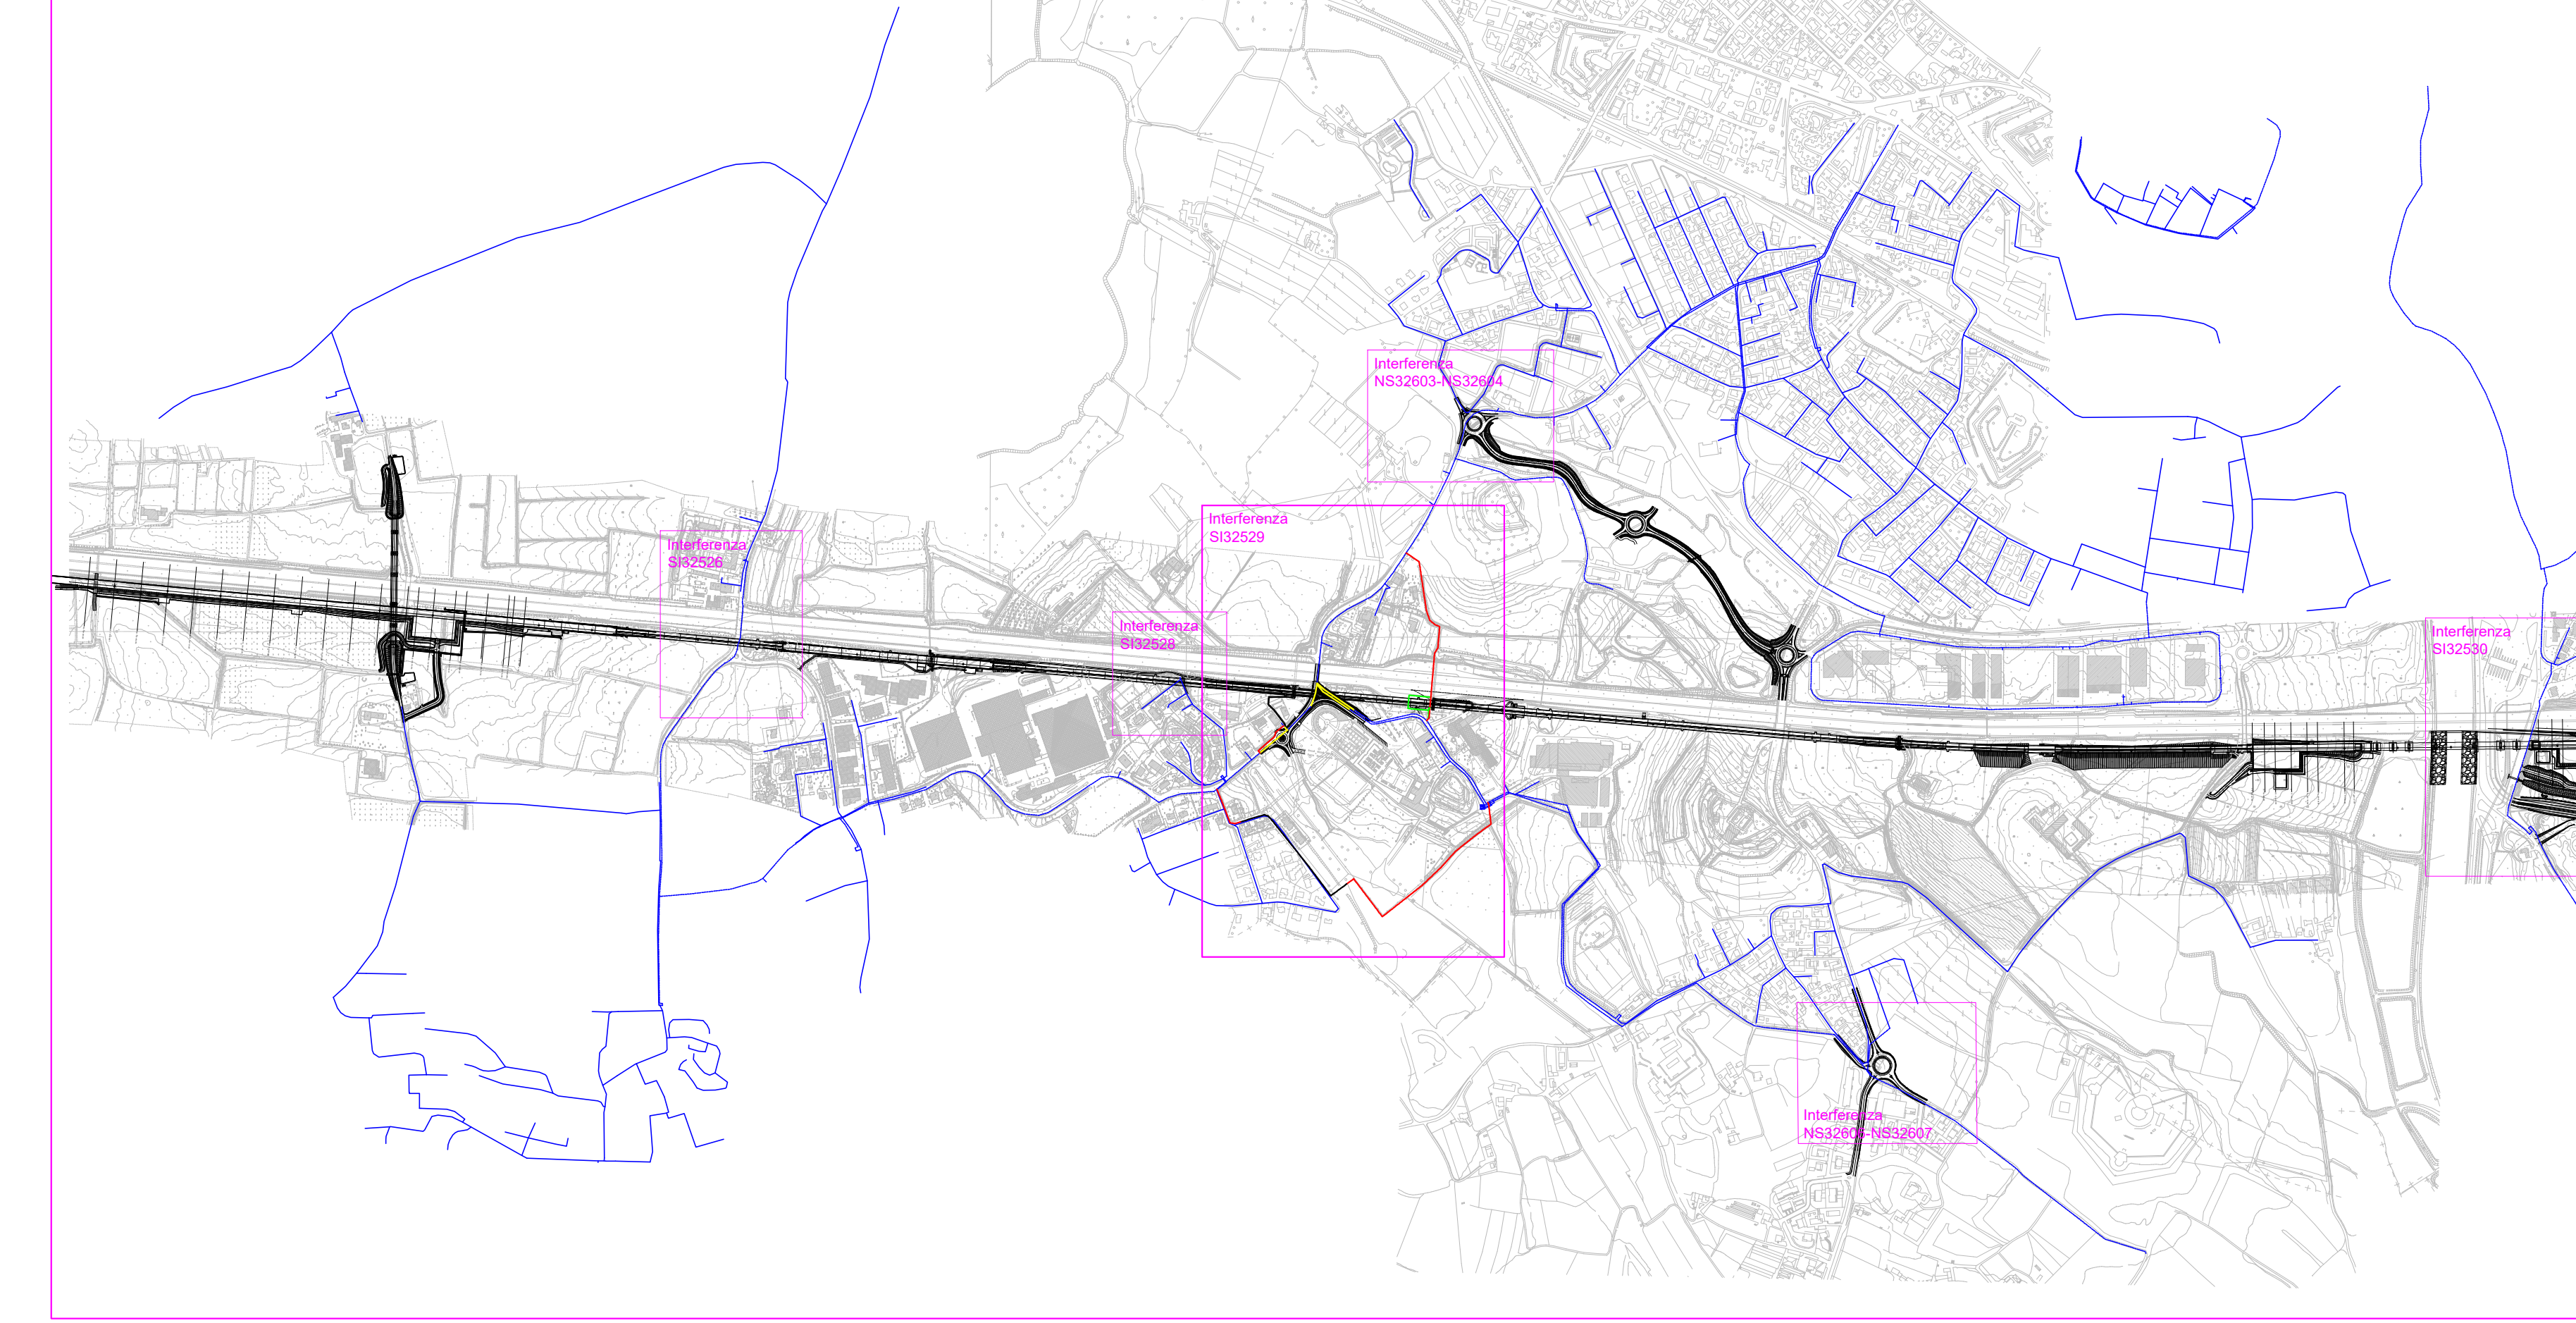 Interferenza
NS32603-NS32604
Interferenza
SI32529
Interferenza
SI32526
Interferenza
SI32528
Interferenza
SI32530
Interferenza
NS32606-NS32607